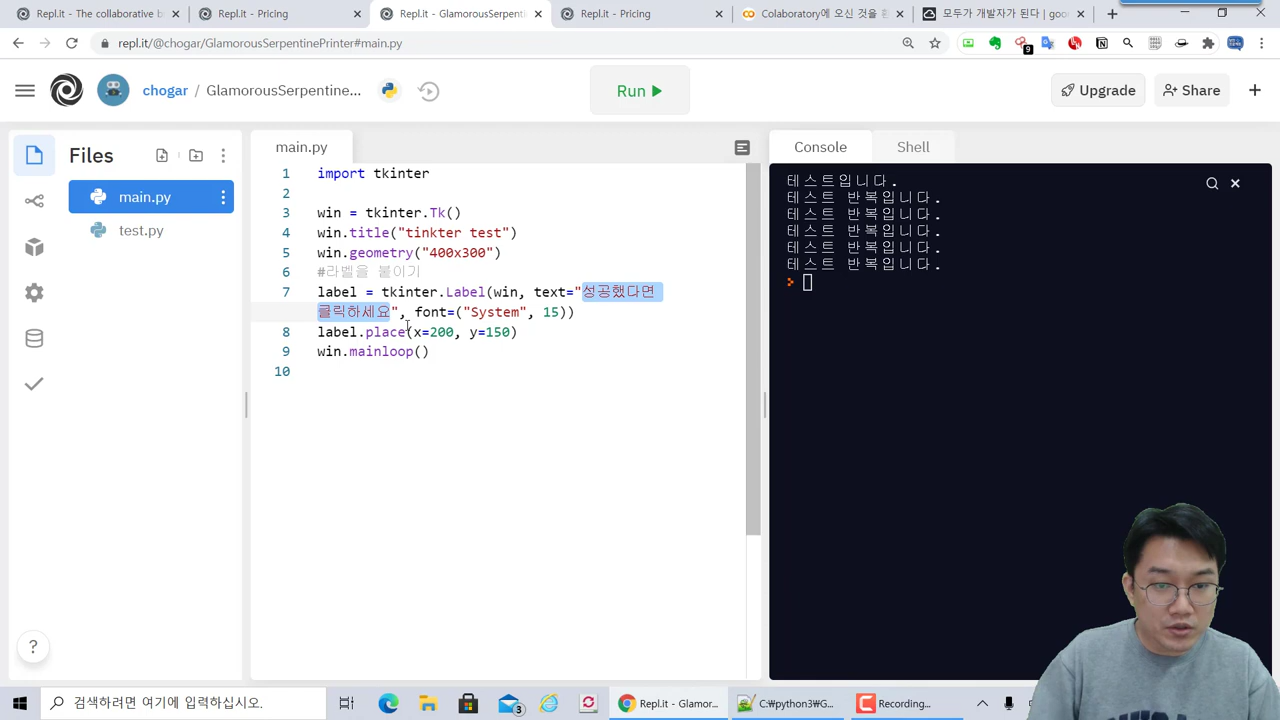 Repl.it - The collaborative b
Repl.it - Pricing
Repl.it - GlamorousSerpenti
Repl.it - Pricing
Colaboratory에 오신 것을 환
모두가 개발자가 된다 | goo
repl.it/@chogar/GlamorousSerpentinePrinter#main.py
9
chogar / GlamorousSerpentine...
Run
Upgrade
Share
Files
main.py
test.py
main.py
1 import tkinter
2
3 win = tkinter.Tk()
4 win.title("tinkter test")
5 win.geometry("400x300")
6 #라벨을 붙이기
7 label = tkinter.Label(win, text="성공했다면
클릭하세요", font=("System", 15))
8 label.place(x=200, y=150)
9 win.mainloop()
10
Console
Shell
테스트입니다.
테스트 반복입니다.
테스트 반복입니다.
테스트 반복입니다.
테스트 반복입니다.
테스트 반복입니다.
>
?
검색하려면 여기에 입력하십시오.
3
Repl.it - Glamor...
C:₩python3₩G...
Recording...